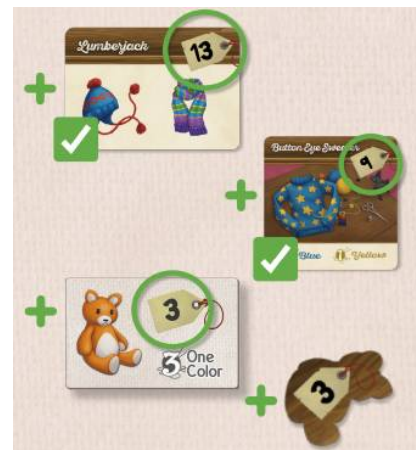 Lumberjack
13
Button Eye Sweater
9
Blue
Yellow
3
3 One
Color
3